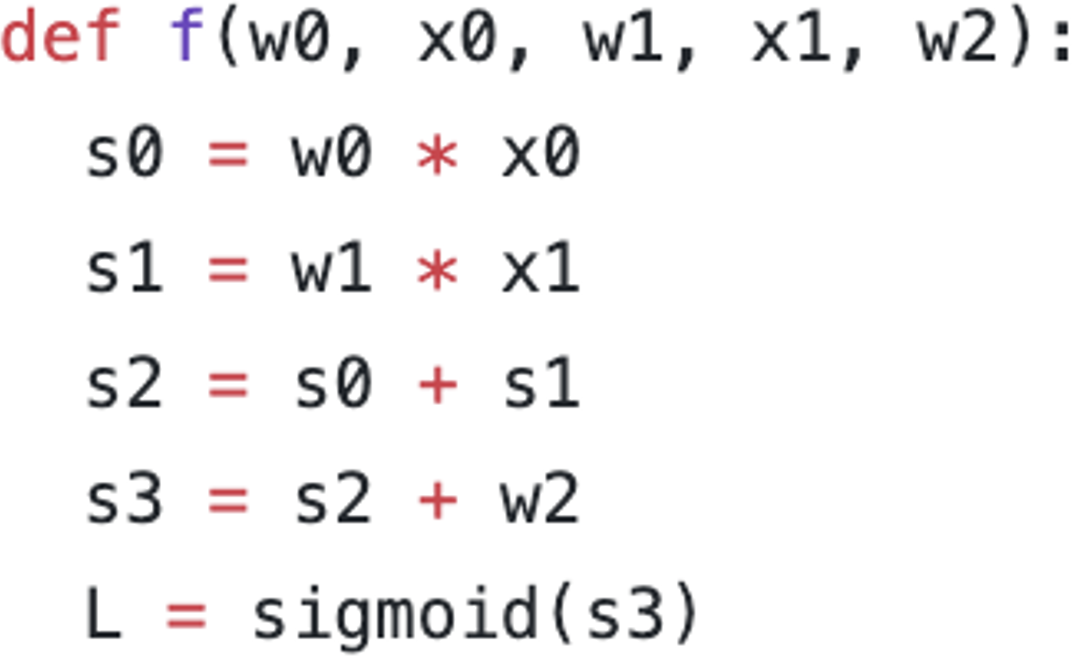 def f(w0, x0, w1, x1, w2):
  s0 = w0 * x0
  s1 = w1 * x1
  s2 = s0 + s1
  s3 = s2 + w2
  L = sigmoid(s3)